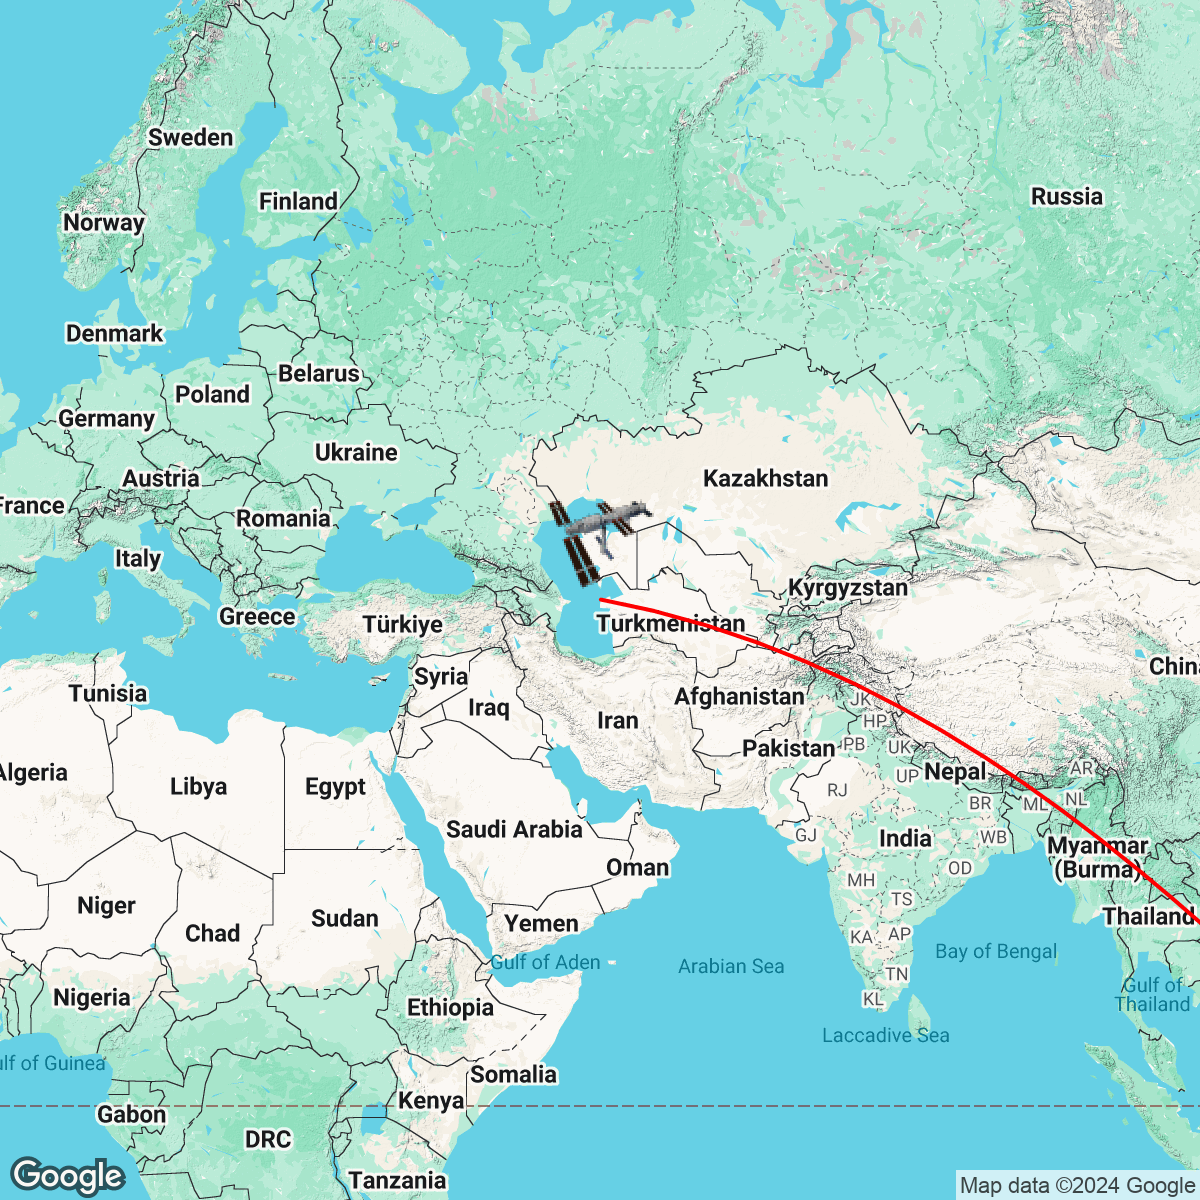 Sweden
Finland
Norway
Russia
Denmark
Belarus
Poland
Germany
Ukraine
Austria
Kazakhstan
France
Romania
Italy
Kyrgyzstan
Greece
Türkiye
Turkmenistan
Syria
China
Tunisia
Afghanistan
JK
Iraq
Iran
HP
Pakistan
PB
UK
Algeria
Libya
Egypt
UP
Nepal
AR
RJ
BR
ML
NL
Saudi Arabia
GJ
India
WB
Myanmar
(Burma)
Oman
OD
MH
Niger
TS
Sudan
Yemen
Thailand
Chad
KA
AP
Gulf of Aden
Arabian Sea
Bay of Bengal
TN
Nigeria
Ethiopia
KL
Gulf of
Thailand
Laccadive Sea
Gulf of Guinea
Somalia
Kenya
Gabon
DRC
Tanzania
Google
Map data ©2024 Google